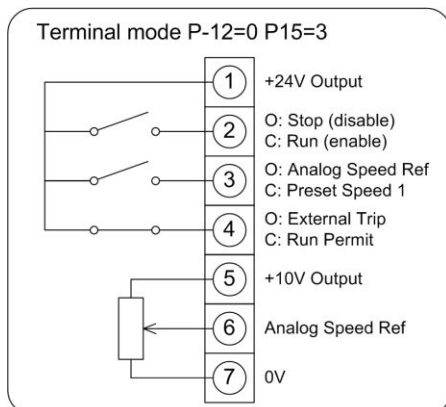 Terminal mode P-12=0 P15=3
1 +24V Output
2 O: Stop (disable)
C: Run (enable)
3 O: Analog Speed Ref
C: Preset Speed 1
4 O: External Trip
C: Run Permit
5 +10V Output
6 Analog Speed Ref
7 0V